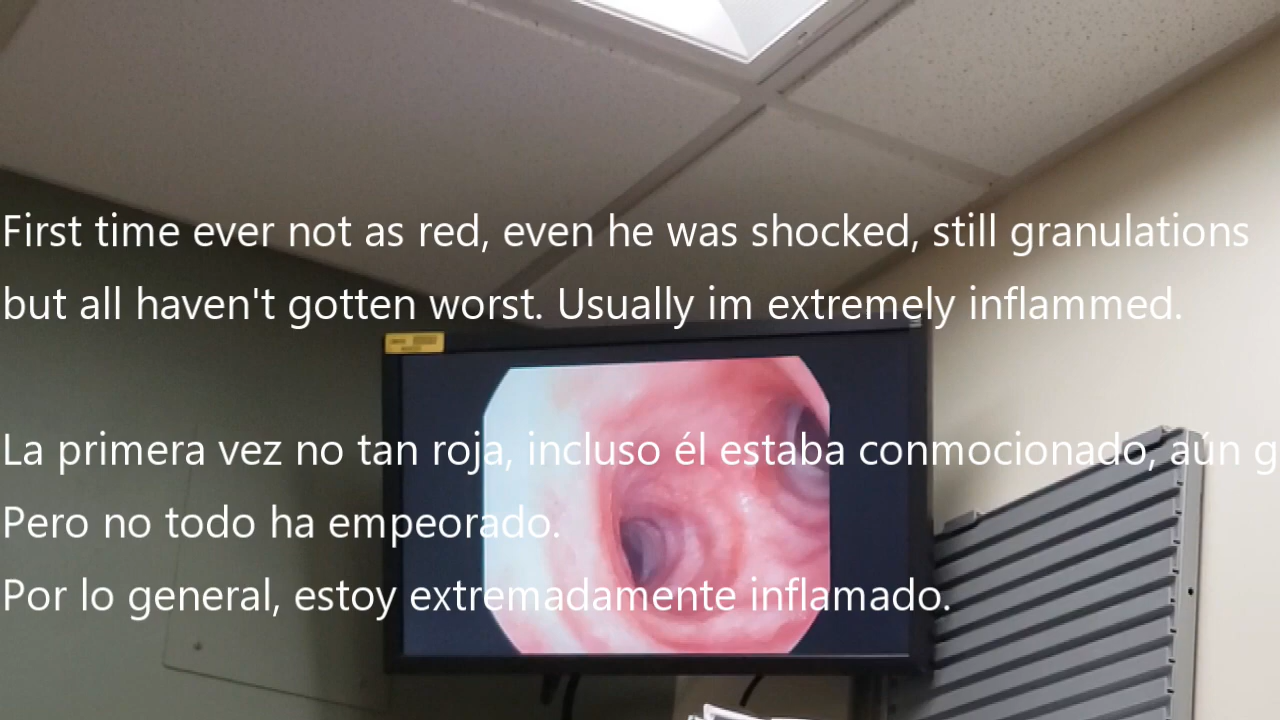 First time ever not as red, even he was shocked, still granulations
but all haven't gotten worst. Usually im extremely inflammed.
La primera vez no tan roja, incluso él estaba conmocionado, aún g
Pero no todo ha empeorado.
Por lo general, estoy extremadamente inflamado.